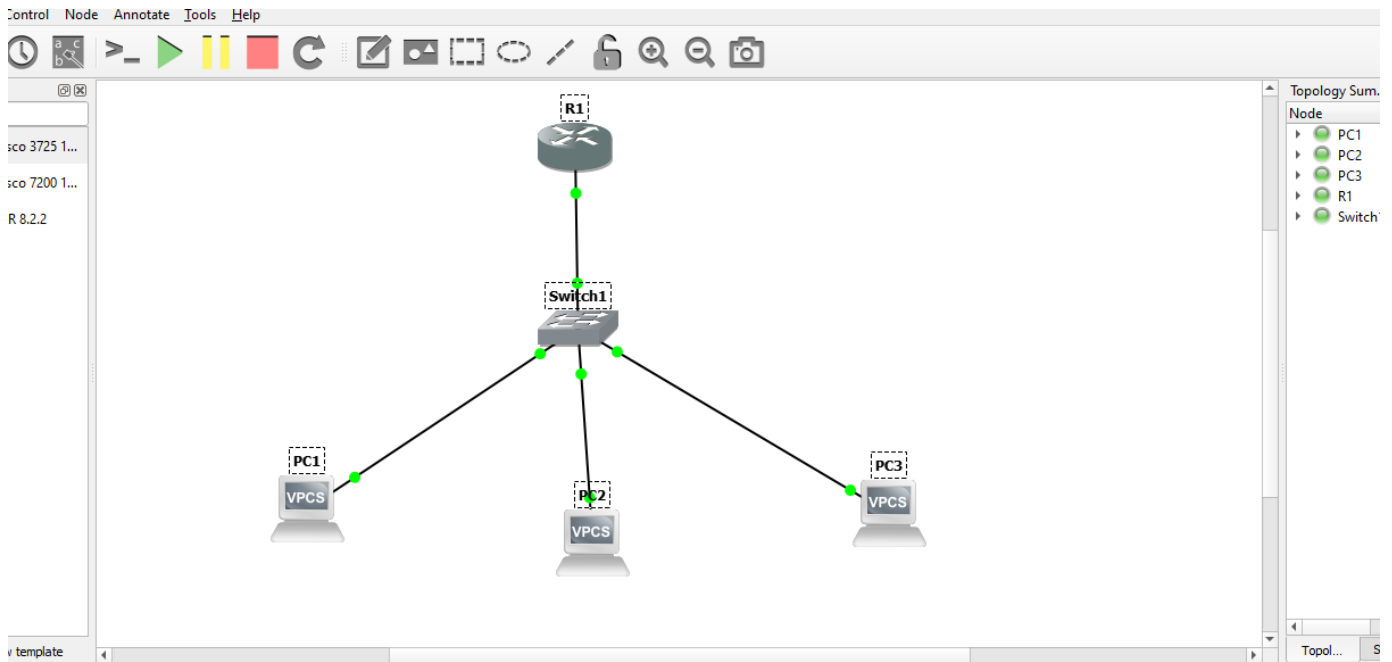 Control Node Annotate Tools Help
a c
b
Topology Sum...
Node
PC1
PC2
PC3
R1
Switch1
sco 3725 1...
sco 7200 1...
R 8.2.2
R1
Switch1
PC1
VPCS
PC2
VPCS
PC3
VPCS
w template
Topol...
S